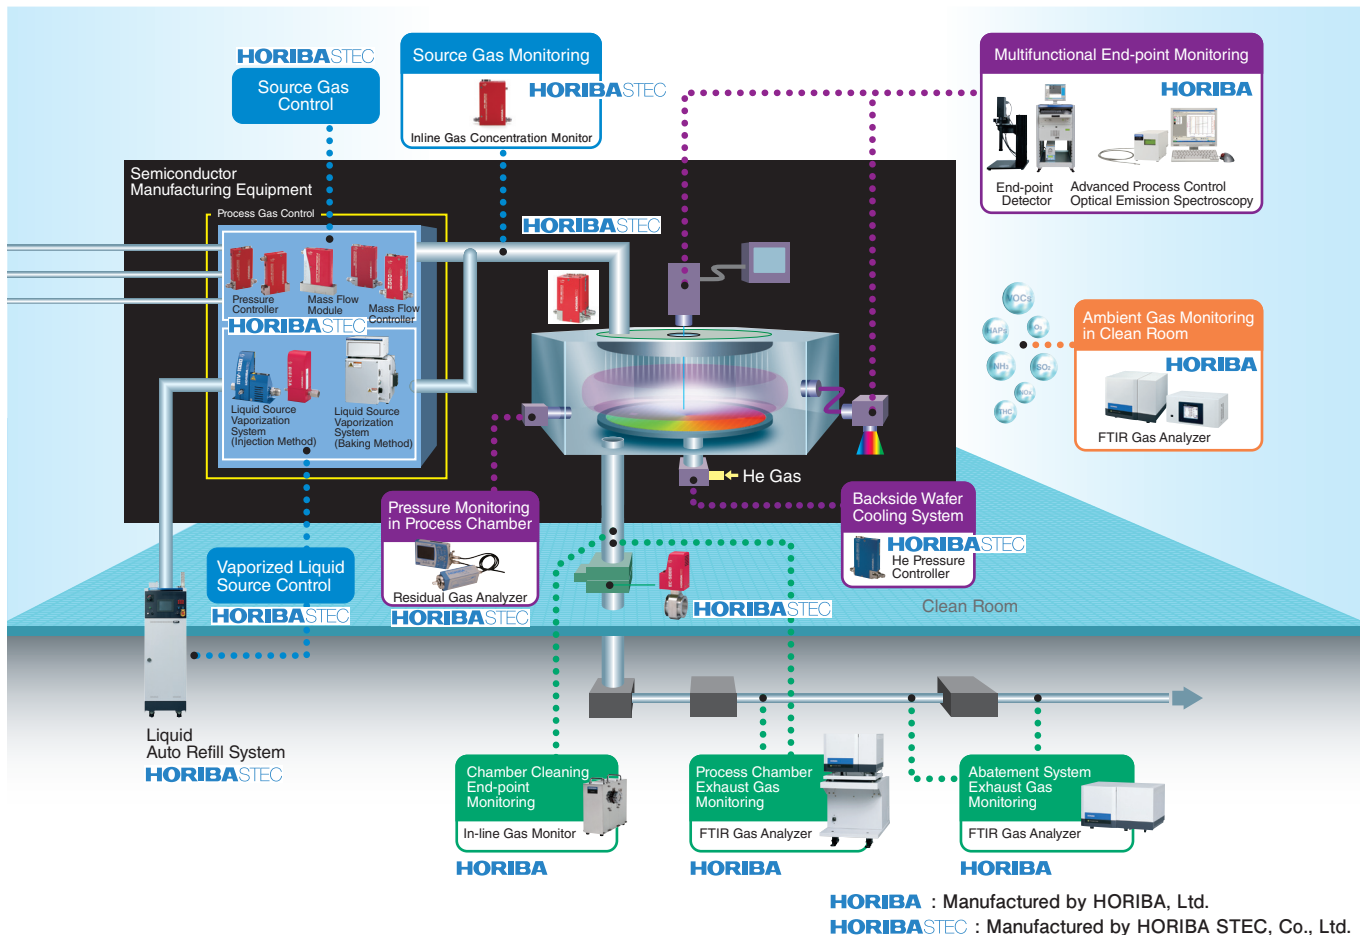 HORIBASTEC
Source Gas
Control
Source Gas Monitoring
HORIBASTEC
Inline Gas Concentration Monitor
Multifunctional End-point Monitoring
HORIBA
End-point
Detector
Advanced Process Control
Optical Emission Spectroscopy
Semiconductor
Manufacturing Equipment
Process Gas Control
HORIBASTEC
Pressure
Controller
Mass Flow
Module
Mass Flow
Controller
HORIBASTEC
Liquid Source
Vaporization
System
(Injection Method)
Liquid Source
Vaporization
System
(Baking Method)
VOCs
HAPs
O₃
NH₃
SO₂
NOx
THC
Ambient Gas Monitoring
in Clean Room
HORIBA
FTIR Gas Analyzer
He Gas
Pressure Monitoring
in Process Chamber
Residual Gas Analyzer
HORIBASTEC
Backside Wafer
Cooling System
HORIBASTEC
He Pressure
Controller
Clean Room
HORIBASTEC
Vaporized Liquid
Source Control
HORIBASTEC
Liquid
Auto Refill System
HORIBASTEC
Chamber Cleaning
End-point
Monitoring
In-line Gas Monitor
HORIBA
Process Chamber
Exhaust Gas
Monitoring
FTIR Gas Analyzer
HORIBA
Abatement System
Exhaust Gas
Monitoring
FTIR Gas Analyzer
HORIBA
HORIBA : Manufactured by HORIBA, Ltd.
HORIBASTEC : Manufactured by HORIBA STEC, Co., Ltd.